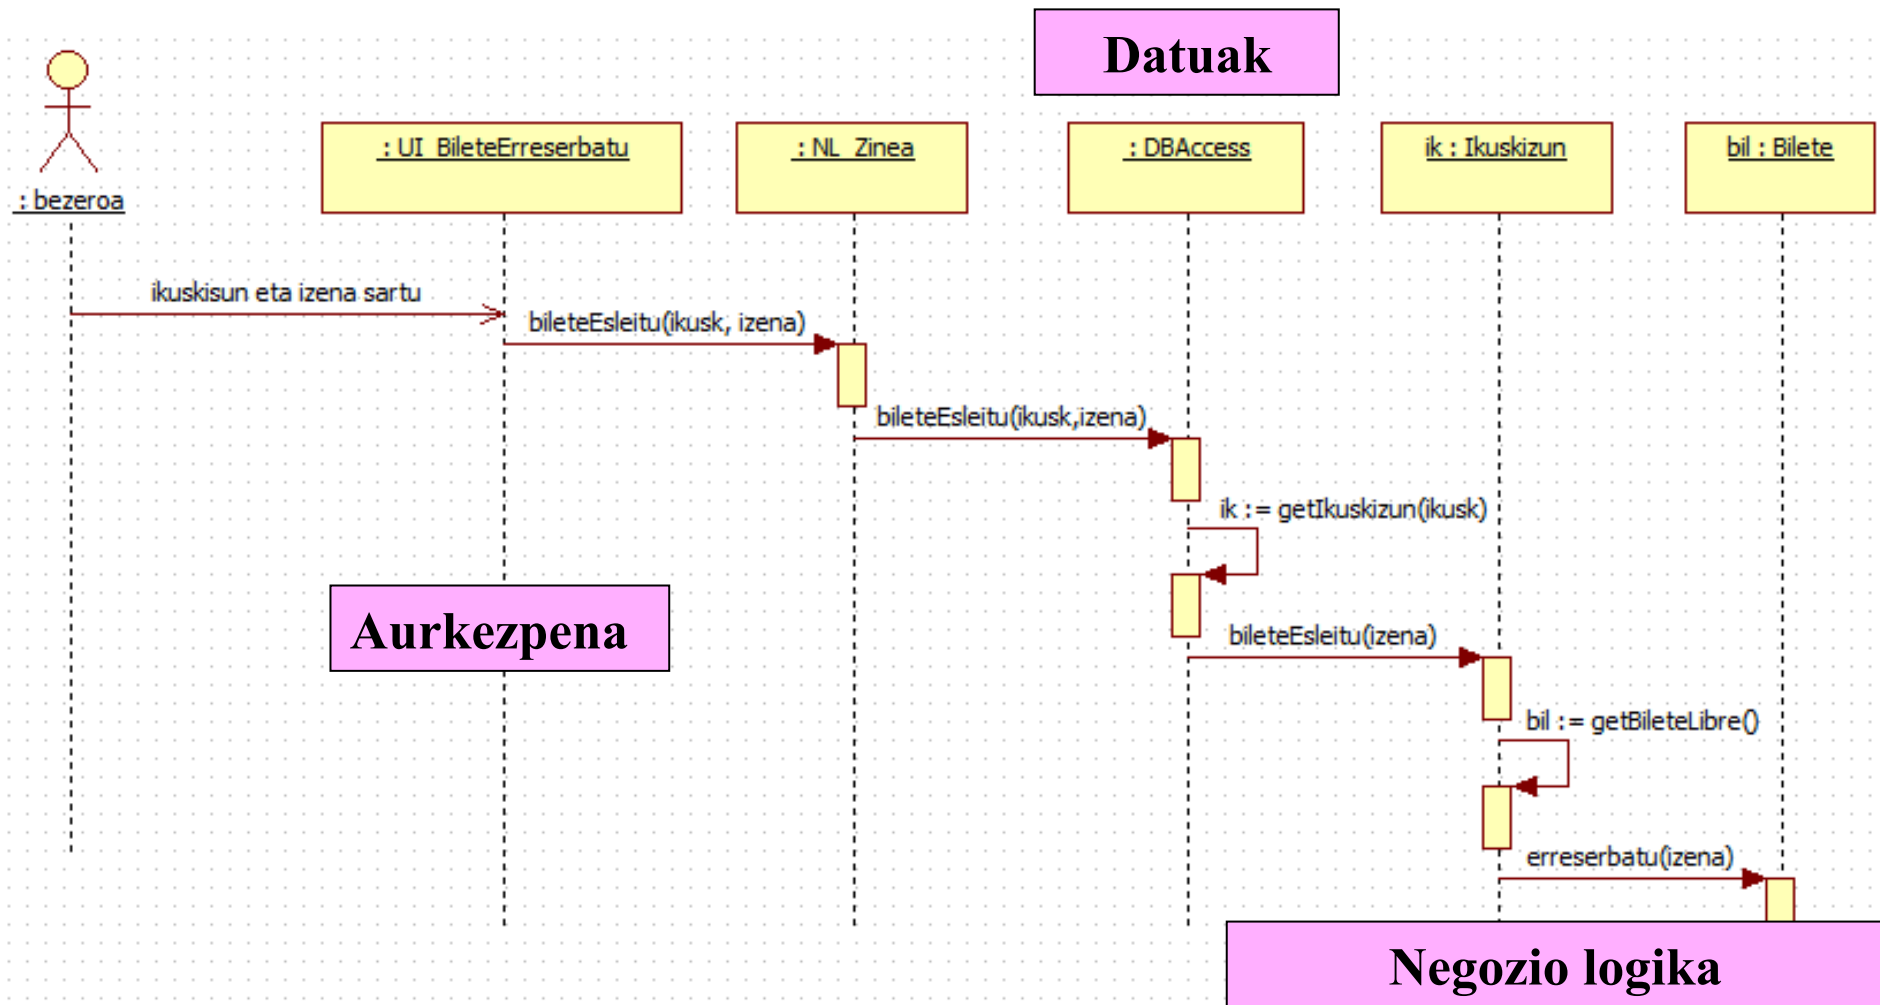 Datuak
: UI_BileteErreserbatu
: NL_Zinea
: DBAccess
ik : Ikuskizun
bil : Bilete
: bezeroa
ikuskisun eta izena sartu
bileteEsleitu(ikusk, izena)
bileteEsleitu(ikusk,izena)
ik := getIkuskizun(ikusk)
Aurkezpena
bileteEsleitu(izena)
bil := getBileteLibre()
erreserbatu(izena)
Negozio logika